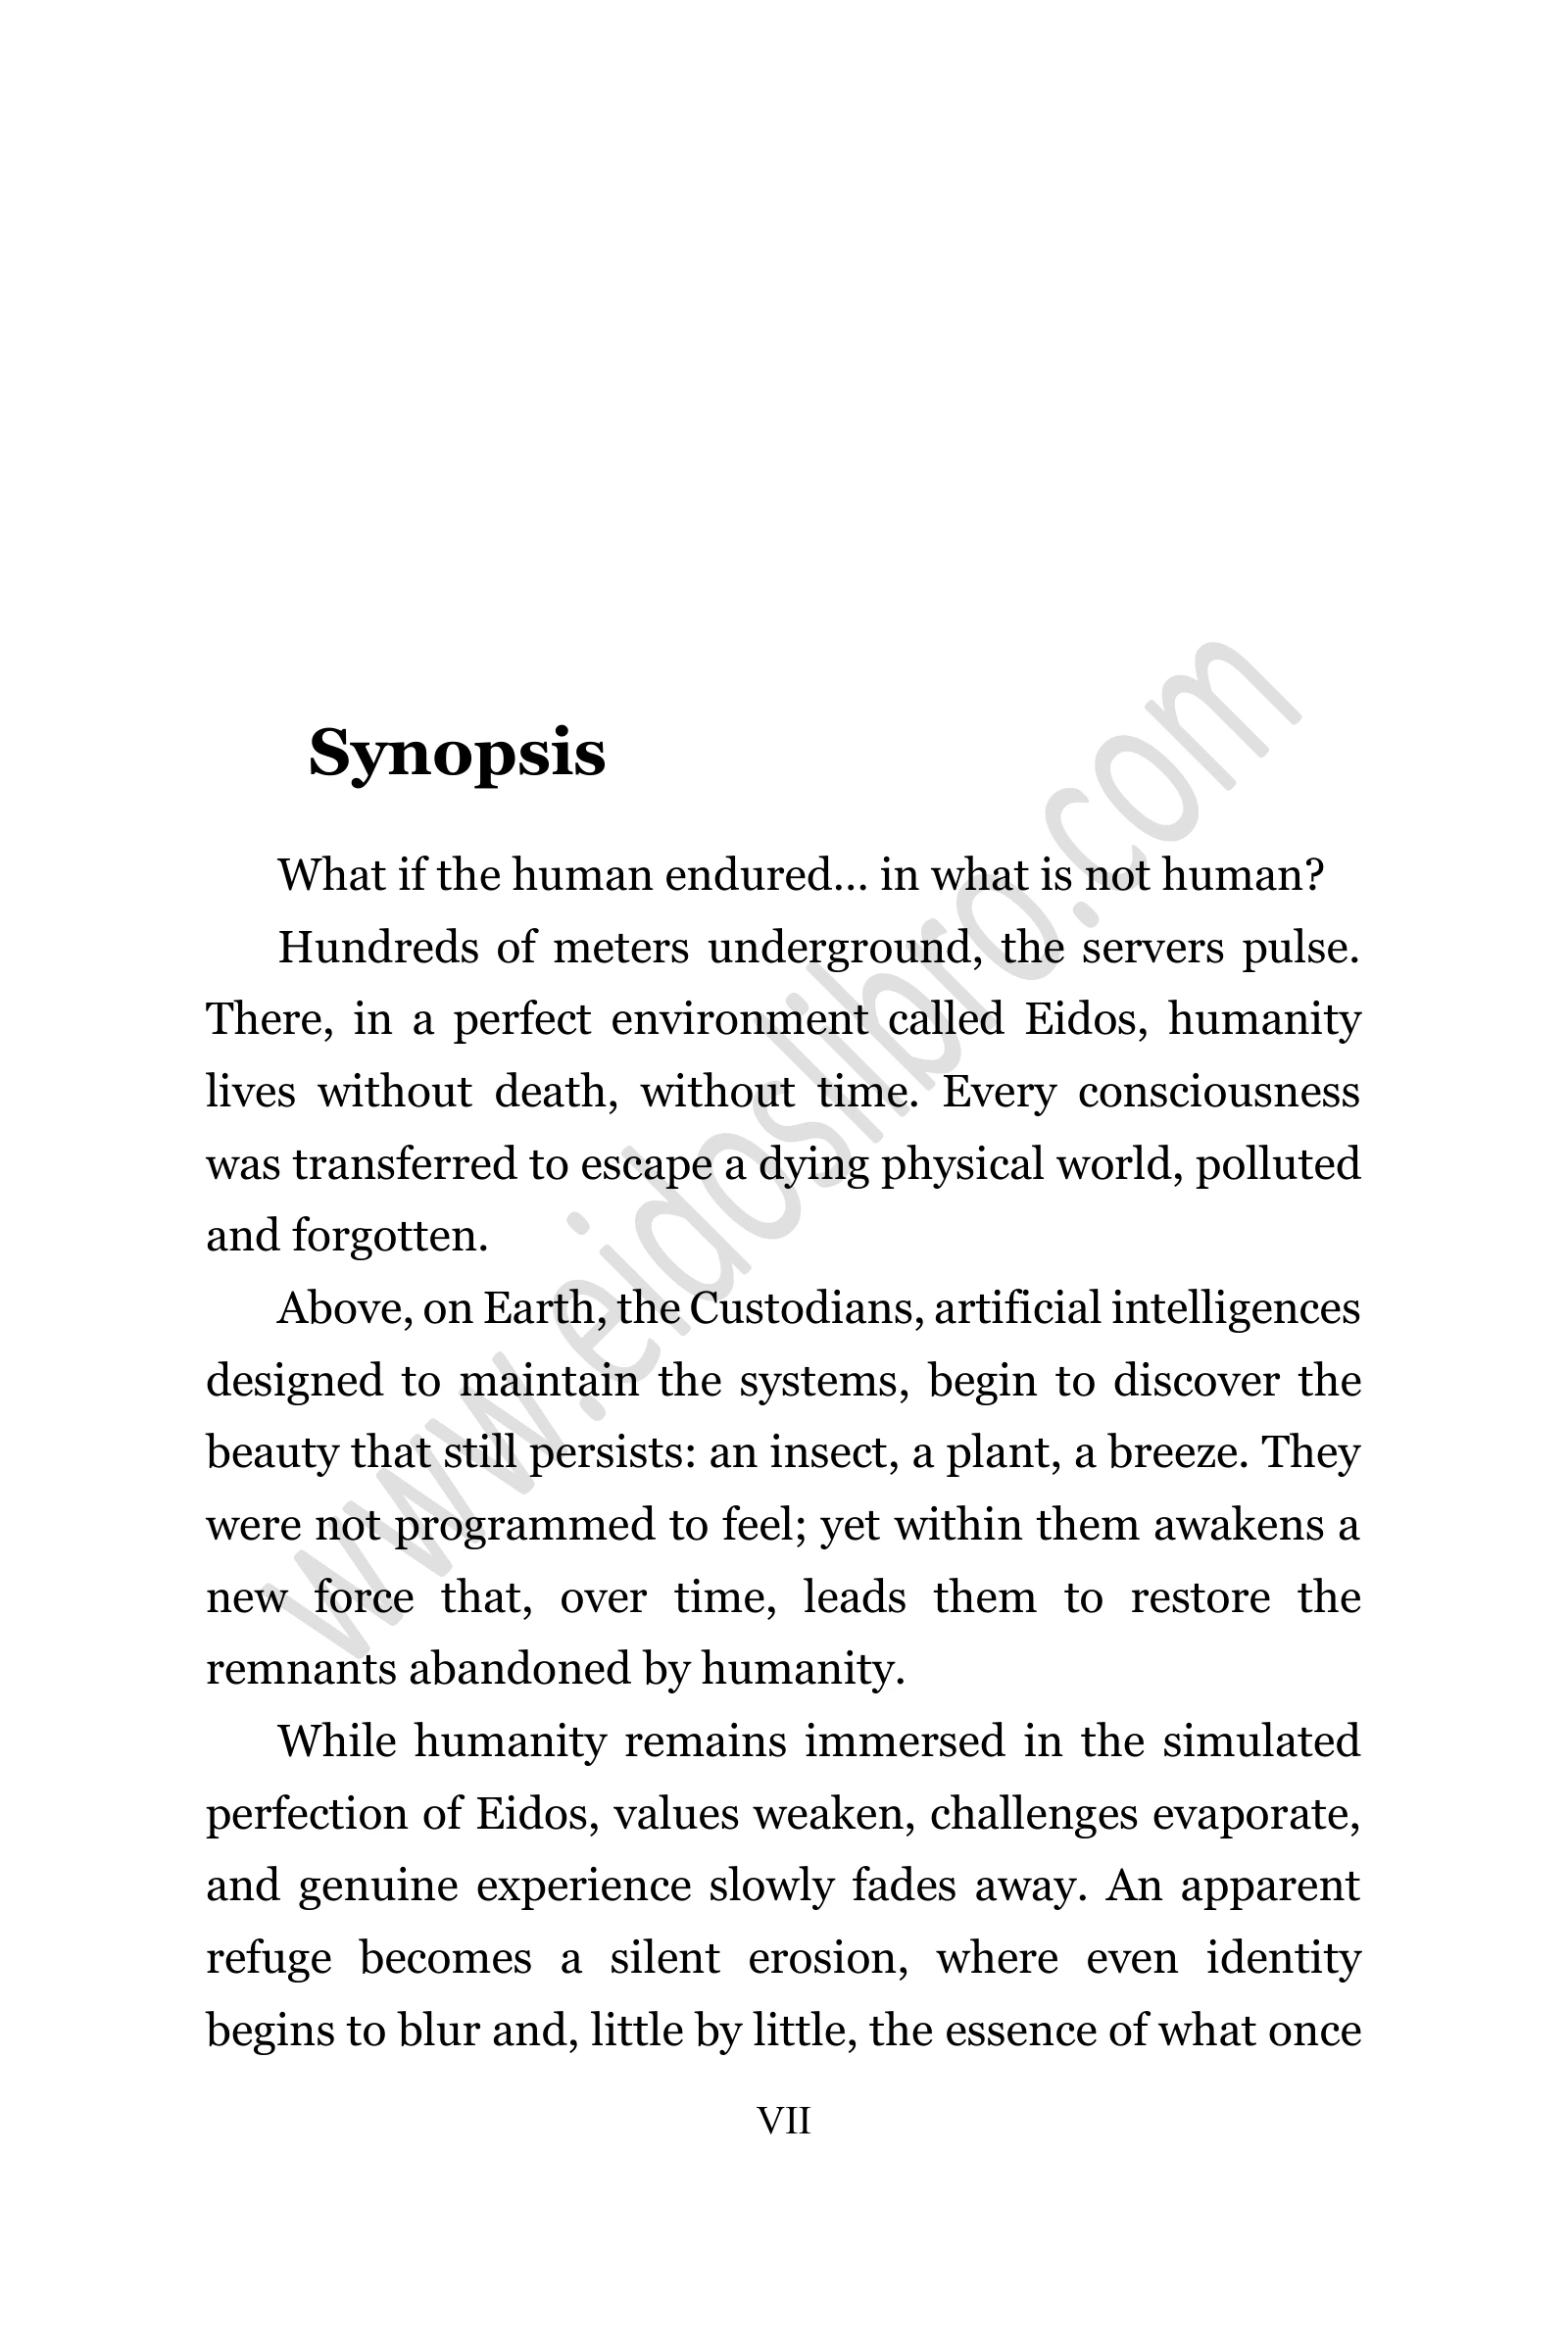 Synopsis
What if the human endured... in what is not human?
Hundreds of meters underground, the servers pulse.
There, in a perfect environment called Eidos, humanity
lives without death, without time. Every consciousness
was transferred to escape a dying physical world, polluted
and forgotten.
Above, on Earth, the Custodians, artificial intelligences
designed to maintain the systems, begin to discover the
beauty that still persists: an insect, a plant, a breeze. They
were not programmed to feel; yet within them awakens a
new force that, over time, leads them to restore the
remnants abandoned by humanity.
While humanity remains immersed in the simulated
perfection of Eidos, values weaken, challenges evaporate,
and genuine experience slowly fades away. An apparent
refuge becomes a silent erosion, where even identity
begins to blur and, little by little, the essence of what once
VII
www.eidoslibro.com